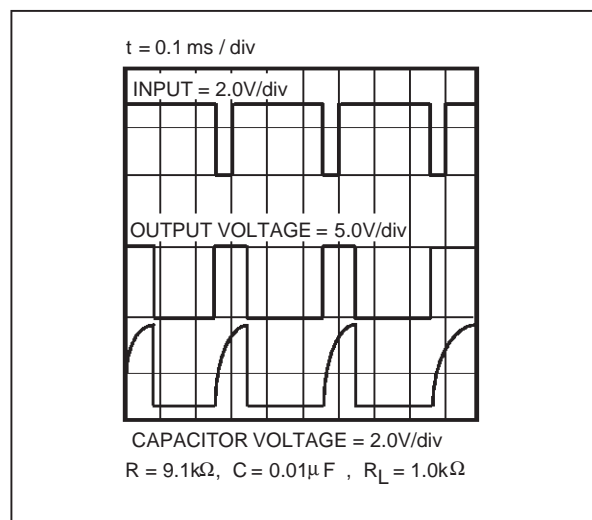 t = 0.1 ms / div
INPUT = 2.0V/div
OUTPUT VOLTAGE = 5.0V/div
CAPACITOR VOLTAGE = 2.0V/div
R = 9.1kΩ, C = 0.01μF , RL = 1.0kΩ